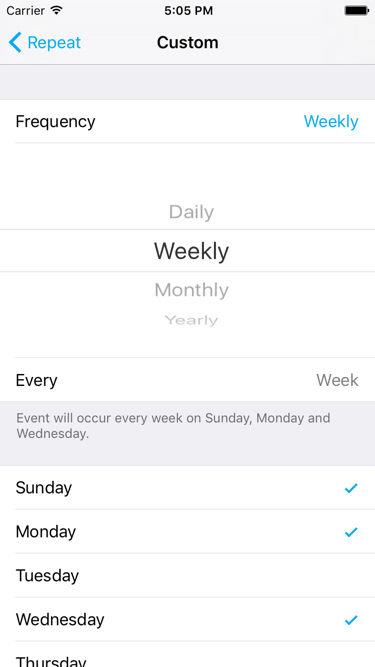 Carrier 5:05 PM
Repeat Custom
Frequency Weekly
Daily
Weekly
Monthly
Yearly
Every Week
Event will occur every week on Sunday, Monday and
Wednesday.
Sunday
Monday
Tuesday
Wednesday
Thursday